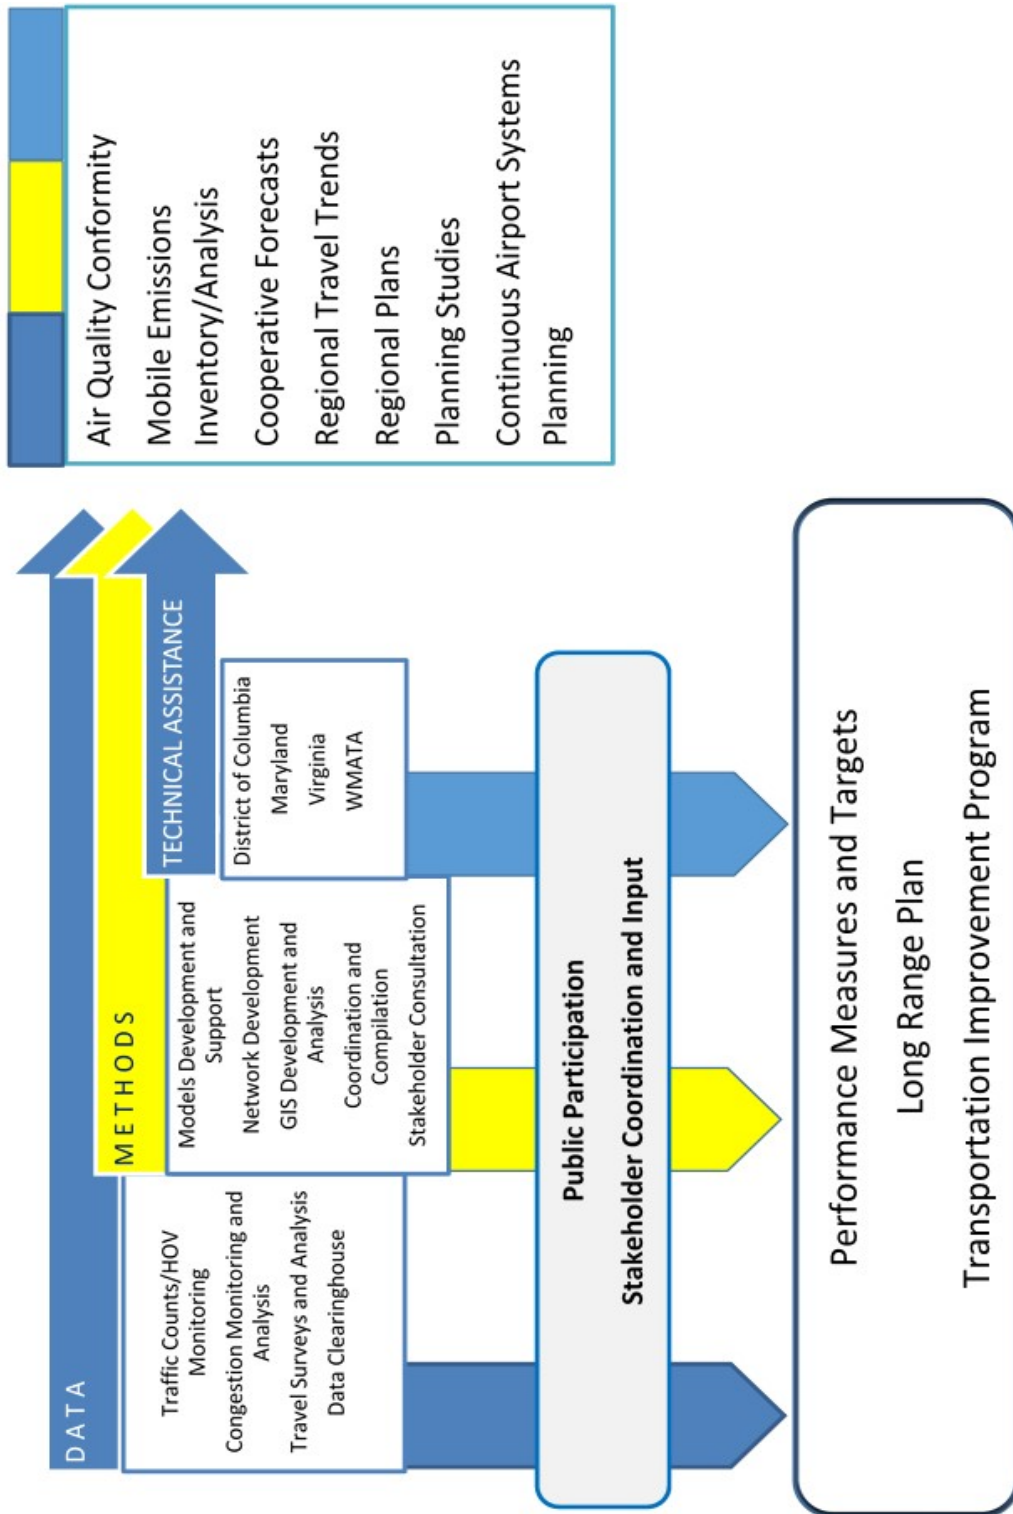 DATA
Traffic Counts/HOV
Monitoring
Congestion Monitoring and
Analysis
Travel Surveys and Analysis
Data Clearinghouse
METHODS
Models Development and
Support
Network Development
GIS Development and
Analysis
Coordination and
Compilation
Stakeholder Consultation
TECHNICAL ASSISTANCE
District of Columbia
Maryland
Virginia
WMATA
Air Quality Conformity
Mobile Emissions
Inventory/Analysis
Cooperative Forecasts
Regional Travel Trends
Regional Plans
Planning Studies
Continuous Airport Systems
Planning
Public Participation
Stakeholder Coordination and Input
Performance Measures and Targets
Long Range Plan
Transportation Improvement Program